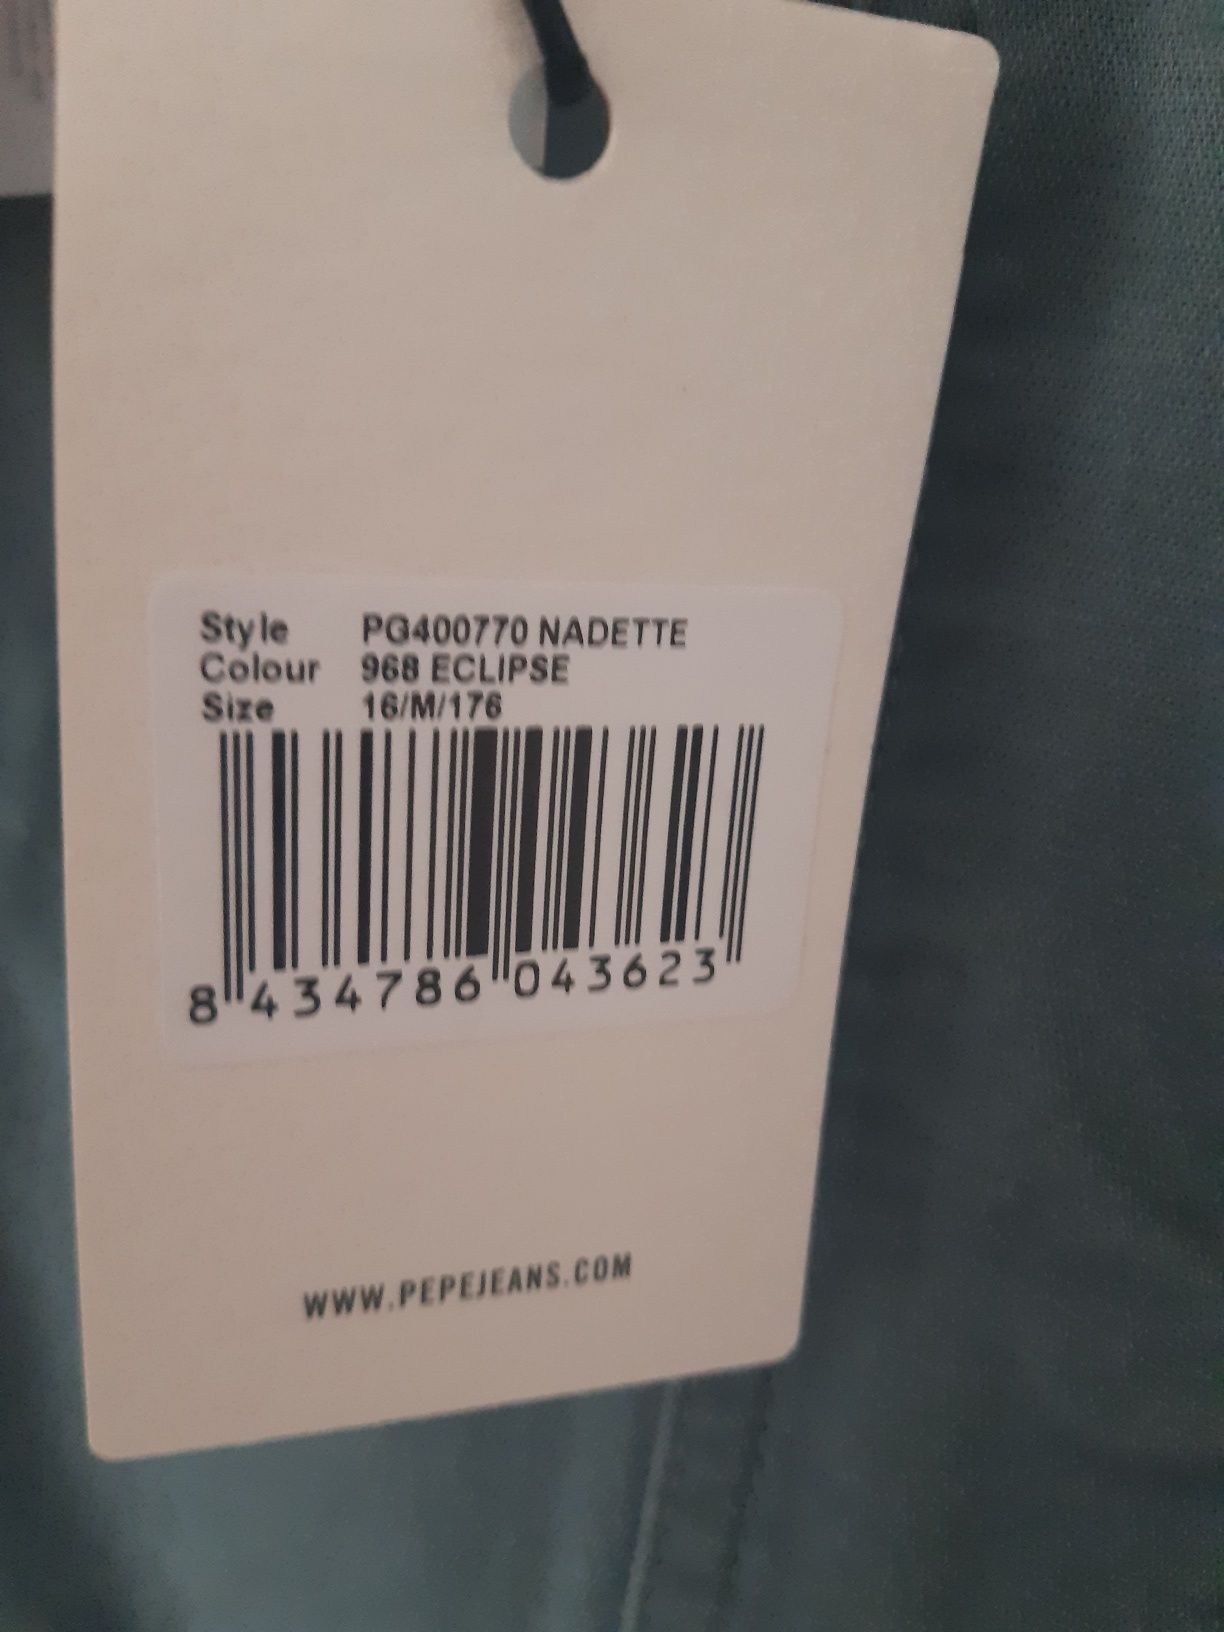 Style PG400770 NADETTE
Colour 968 ECLIPSE
Size 16/M/176
8 434786 043623
WWW.PEPEJEANS.COM